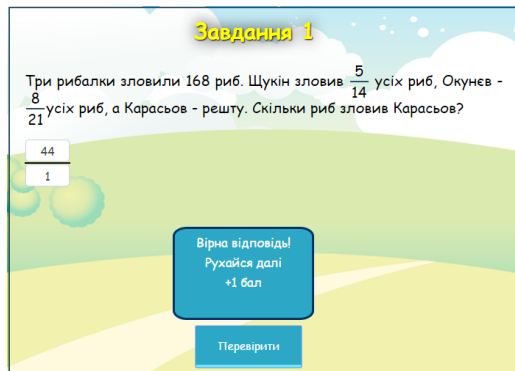 Завдання 1
Три рибалки зловили 168 риб. Щукін зловив 5/14 усіх риб, Окунєв -
8/21 усіх риб, а Карасьов - решту. Скільки риб зловив Карасьов?
44
1
Вірна відповідь!
Рухайся далі
+1 бал
Перевірити